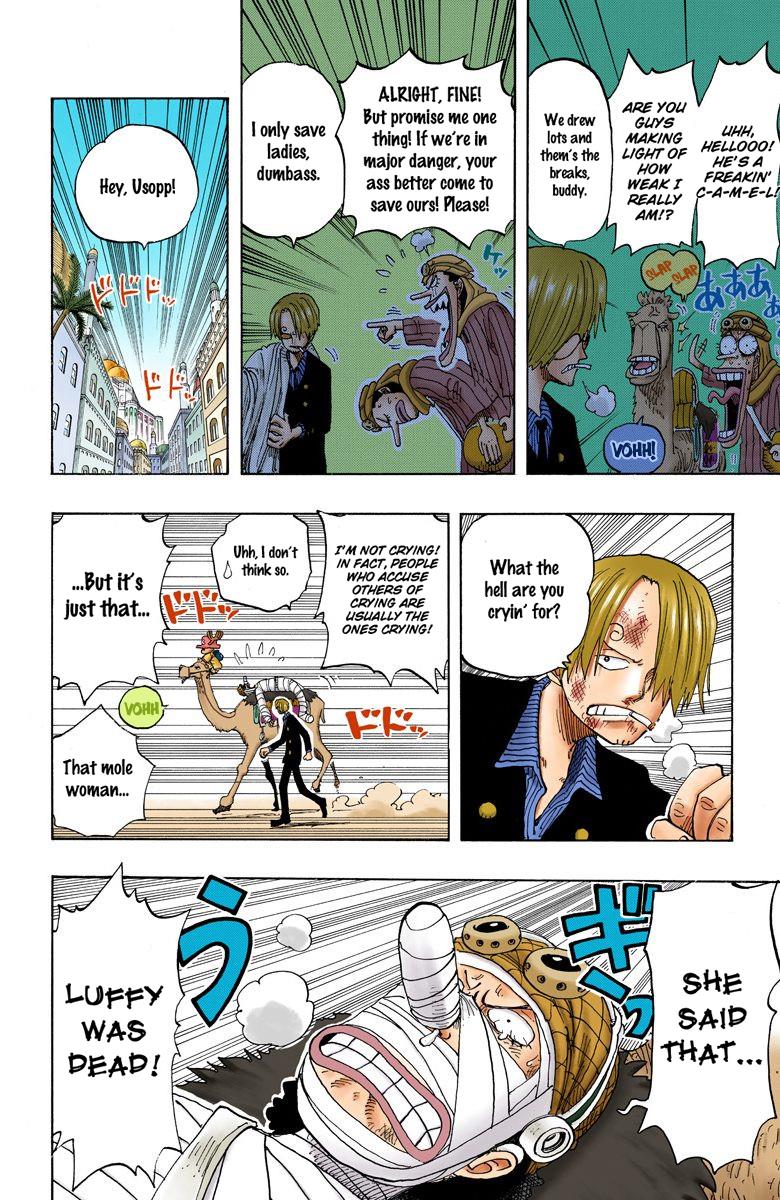 UHH,
HELLOOO!
HE'S A
FREAKIN'
C-A-M-E-L!
ARE YOU
GUYS
MAKING
LIGHT OF
HOW
WEAK I
REALLY
AM!?
We drew
lots and
them's the
breaks,
buddy.
SLAP
SLAP
あああ
VOHH!
ALRIGHT, FINE!
But promise me one
thing! If we're in
major danger, your
ass better come to
save ours! Please!
I only save
ladies,
dumbass.
ケッ
Hey, Usopp!
ドドドッ
ドドッ
What the
hell are you
cryin' for?
I'M NOT CRYING!
IN FACT, PEOPLE
WHO ACCUSE
OTHERS OF
CRYING ARE
USUALLY THE
ONES CRYING!
Uhh, I don't
think so.
...But it's
just that...
ドドッ
VOHH
ドドッ
That mole
woman...
SHE
SAID
THAT...
ギっ
う
LUFFY
WAS
DEAD!